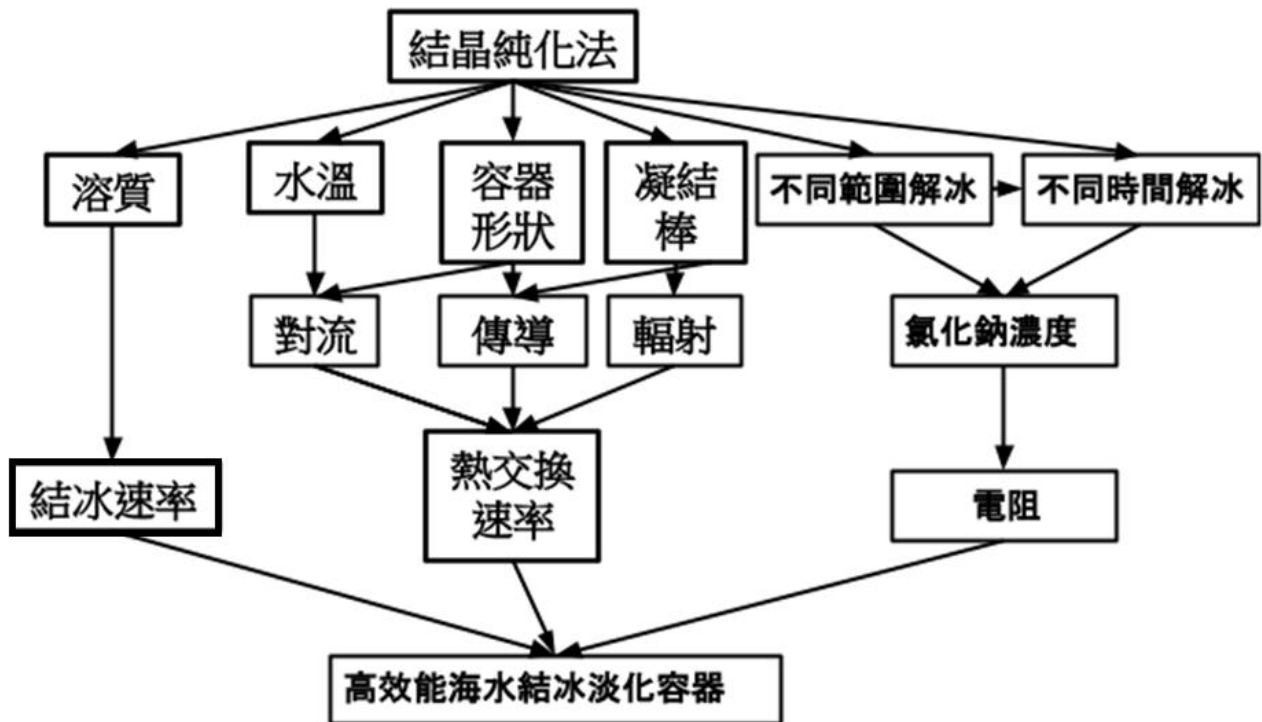 結晶純化法
溶質
水溫
容器
形狀
凝結
棒
不同範圍解冰
不同時間解冰
對流
傳導
輻射
氯化鈉濃度
結冰速率
熱交換
速率
電阻
高效能海水結冰淡化容器